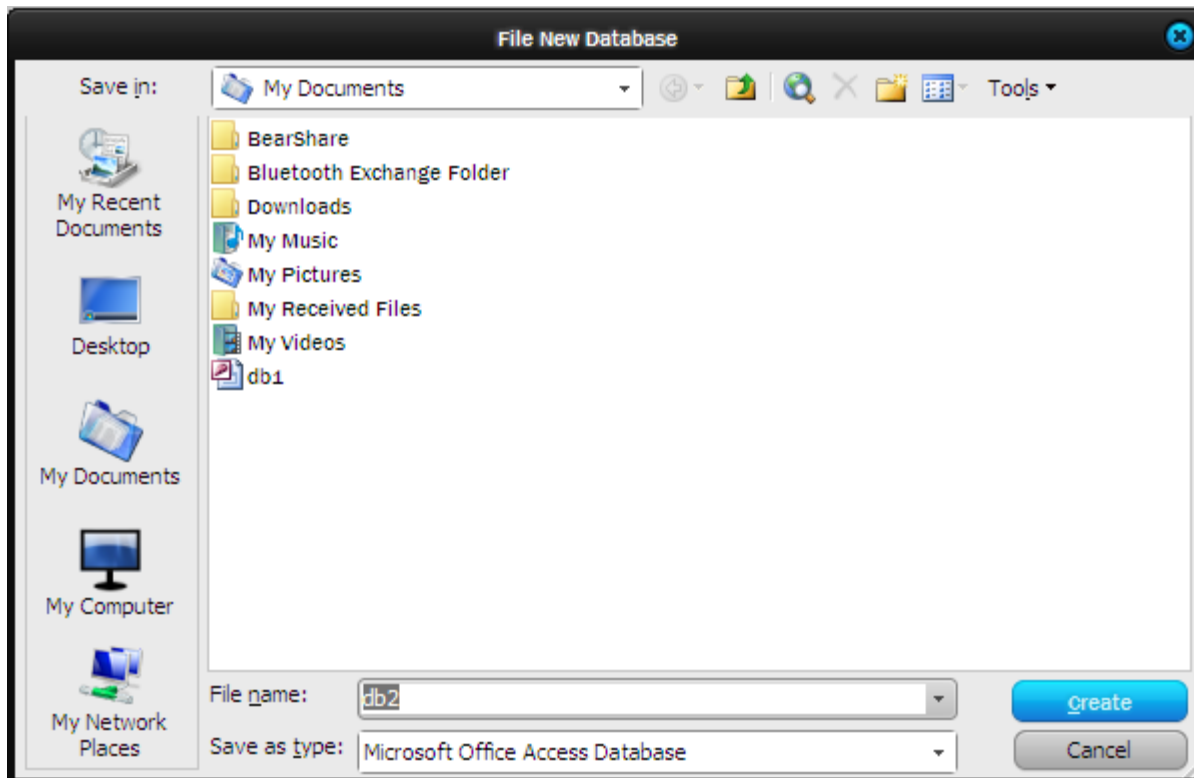 File New Database
Save in:
My Documents
Tools
My Recent
Documents
Desktop
My Documents
My Computer
My Network
Places
BearShare
Bluetooth Exchange Folder
Downloads
My Music
My Pictures
My Received Files
My Videos
db1
File name:
db2
Create
Save as type:
Microsoft Office Access Database
Cancel